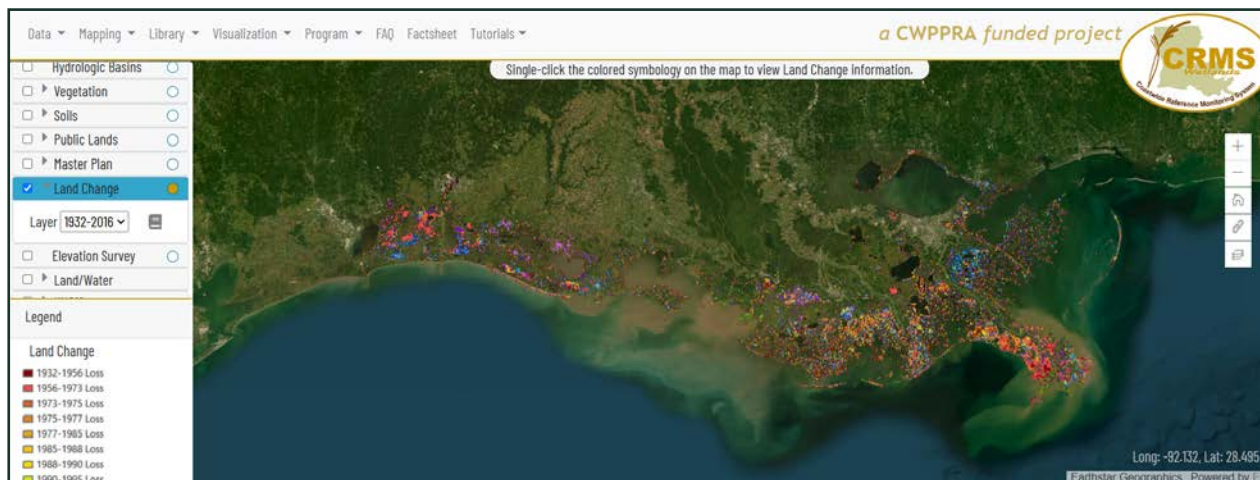 Data Mapping Library Visualization Program FAQ Factsheet Tutorials
a CWPPRA funded project
CRMS
Wetlands
Coastwide Reference Monitoring System
Single-click the colored symbology on the map to view Land Change information.
Hydrologic Basins
Vegetation
Soils
Public Lands
Master Plan
Land Change
Layer 1932-2016
Elevation Survey
Land/Water
Legend
Land Change
1932-1956 Loss
1956-1973 Loss
1973-1975 Loss
1975-1977 Loss
1977-1985 Loss
1985-1988 Loss
1988-1990 Loss
1990-1995 Loss
Long: -92.132, Lat: 28.495
Earthstar Geographics Powered by